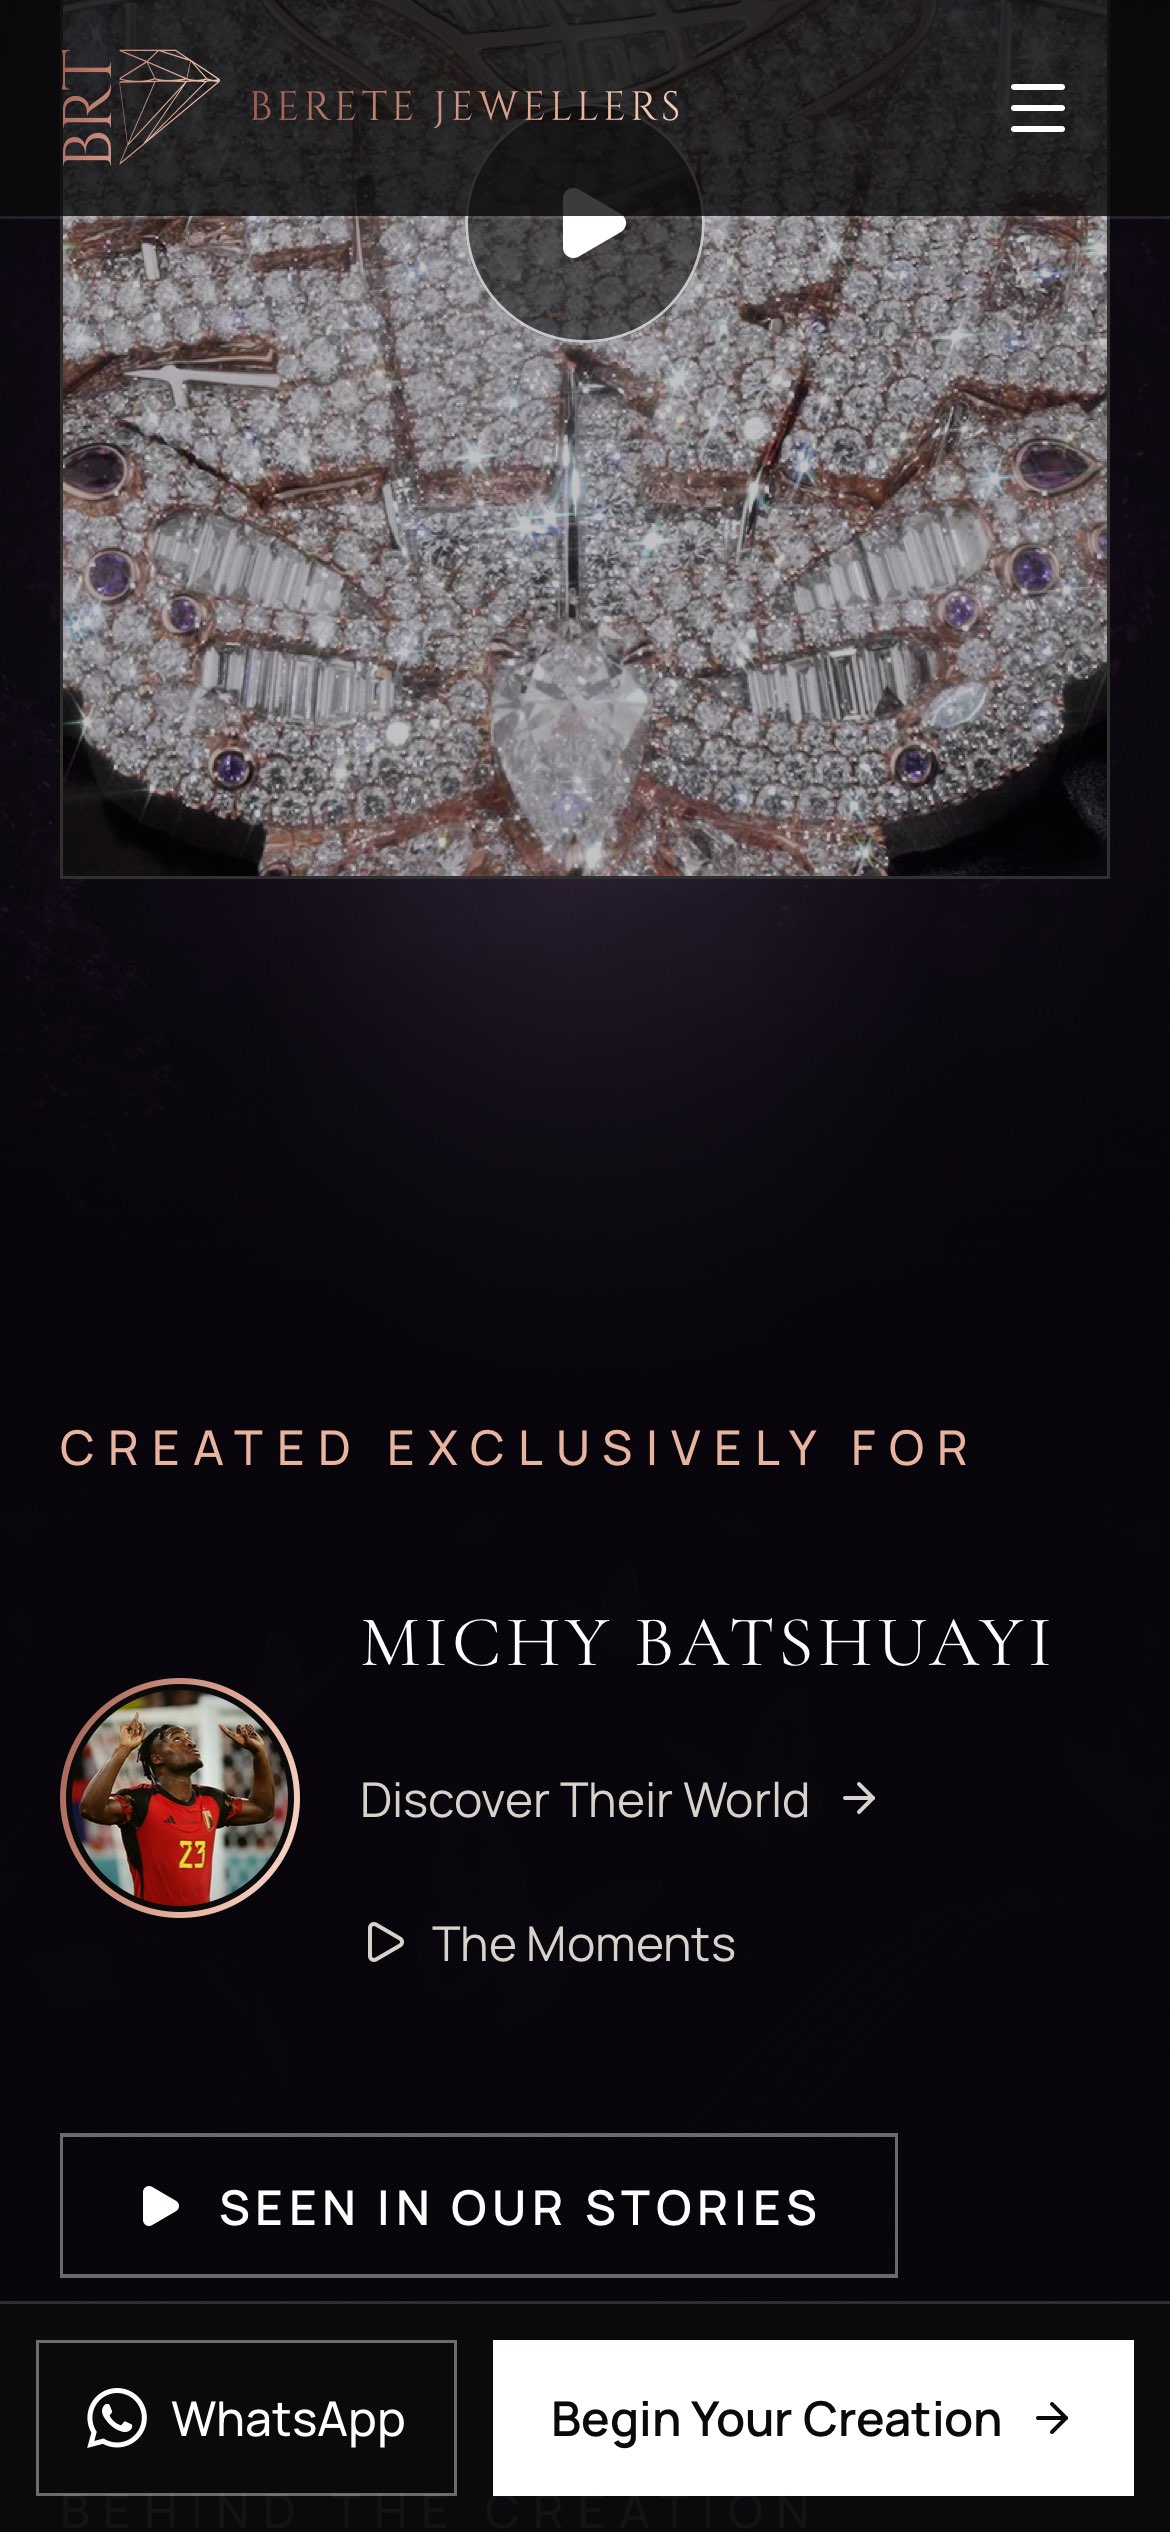 BRT
BERETE JEWELLERS
CREATED EXCLUSIVELY FOR
MICHY BATSHUAYI
23
Discover Their World
The Moments
SEEN IN OUR STORIES
WhatsApp
Begin Your Creation
BEHIND THE CREATION